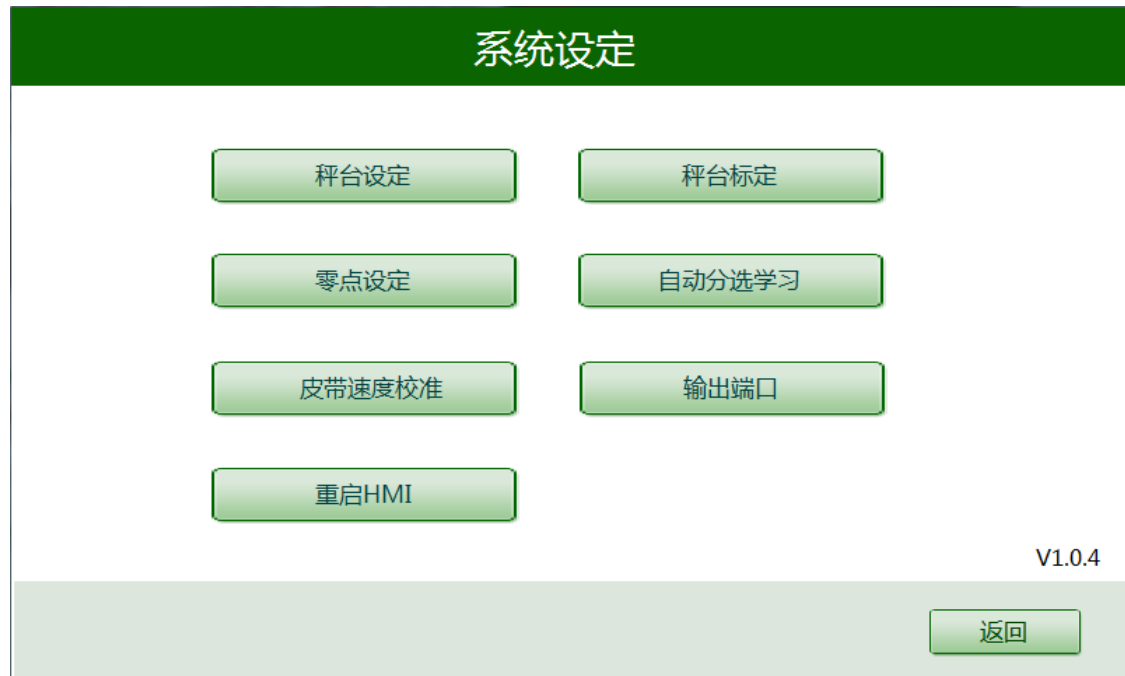 系统设定
秤台设定
秤台标定
零点设定
自动分选学习
皮带速度校准
输出端口
重启HMI
V1.0.4
返回